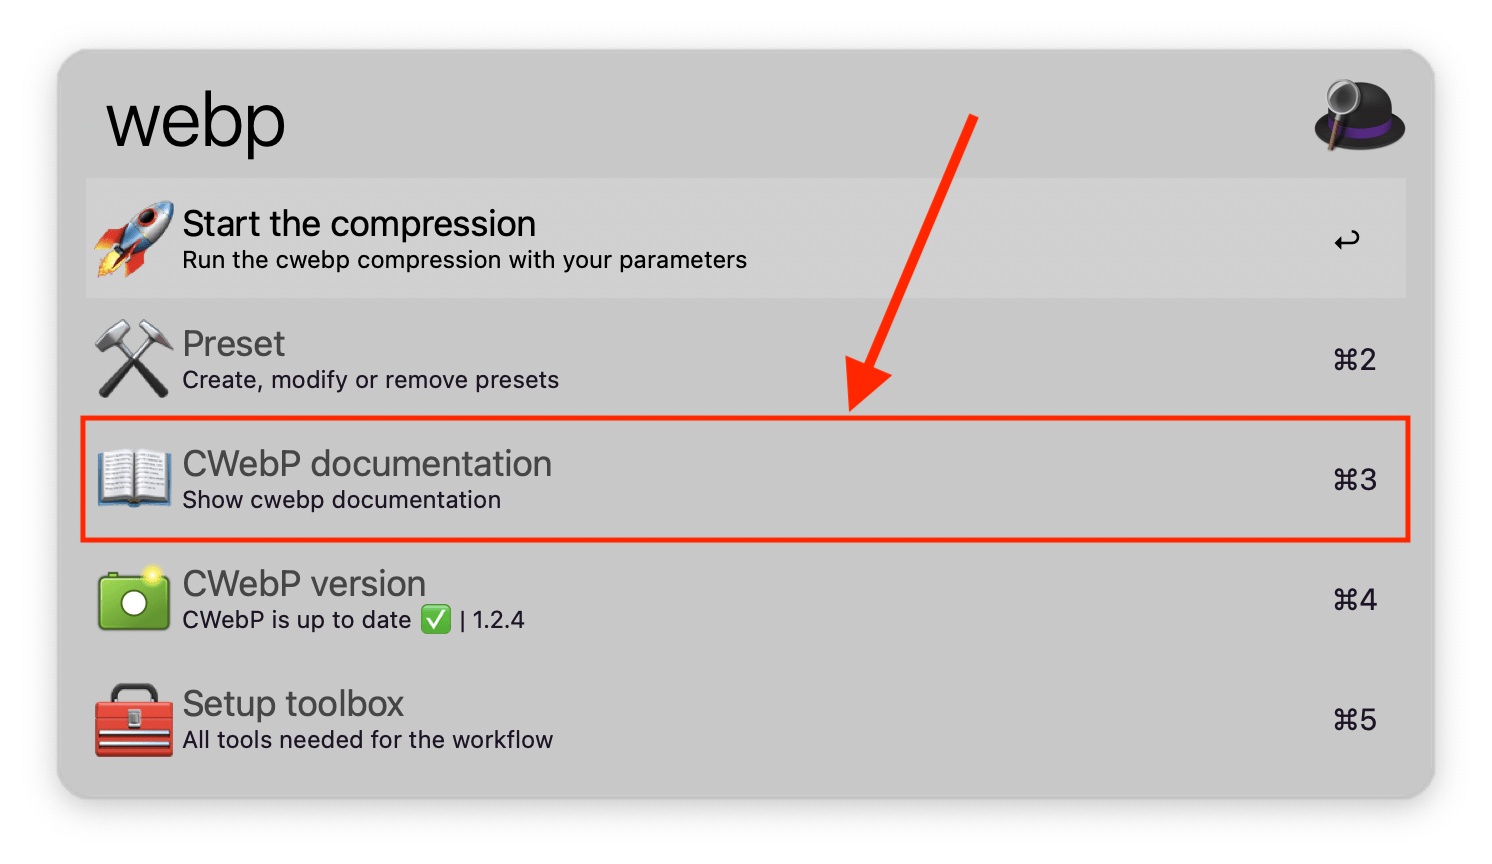 webp
Start the compression
Run the cwebp compression with your parameters
↩
Preset
Create, modify or remove presets
⌘2
CWebP documentation
Show cwebp documentation
⌘3
CWebP version
CWebP is up to date ✅ | 1.2.4
⌘4
Setup toolbox
All tools needed for the workflow
⌘5